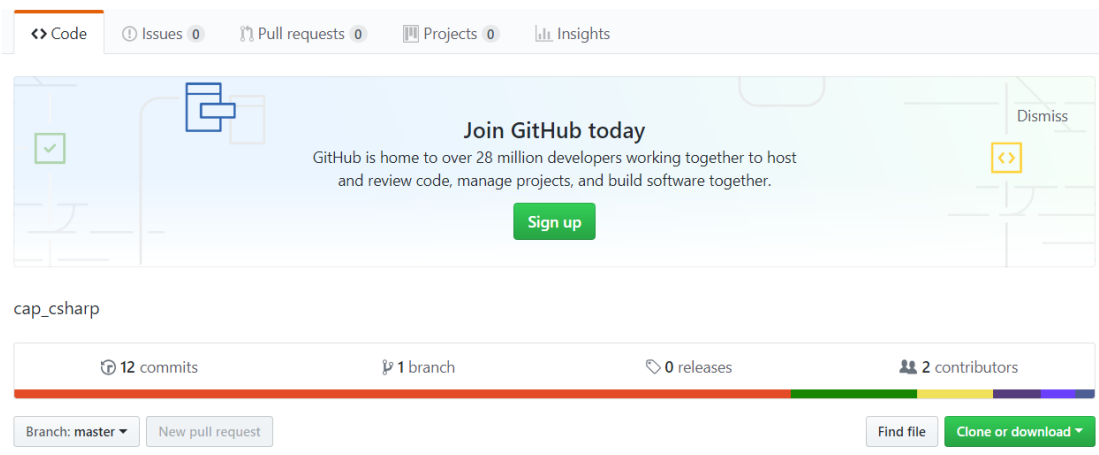 Code Issues 0 Pull requests 0 Projects 0 Insights
Dismiss
Join GitHub today
GitHub is home to over 28 million developers working together to host
and review code, manage projects, and build software together.
Sign up
cap_csharp
12 commits 1 branch 0 releases 2 contributors
Branch: master New pull request Find file Clone or download